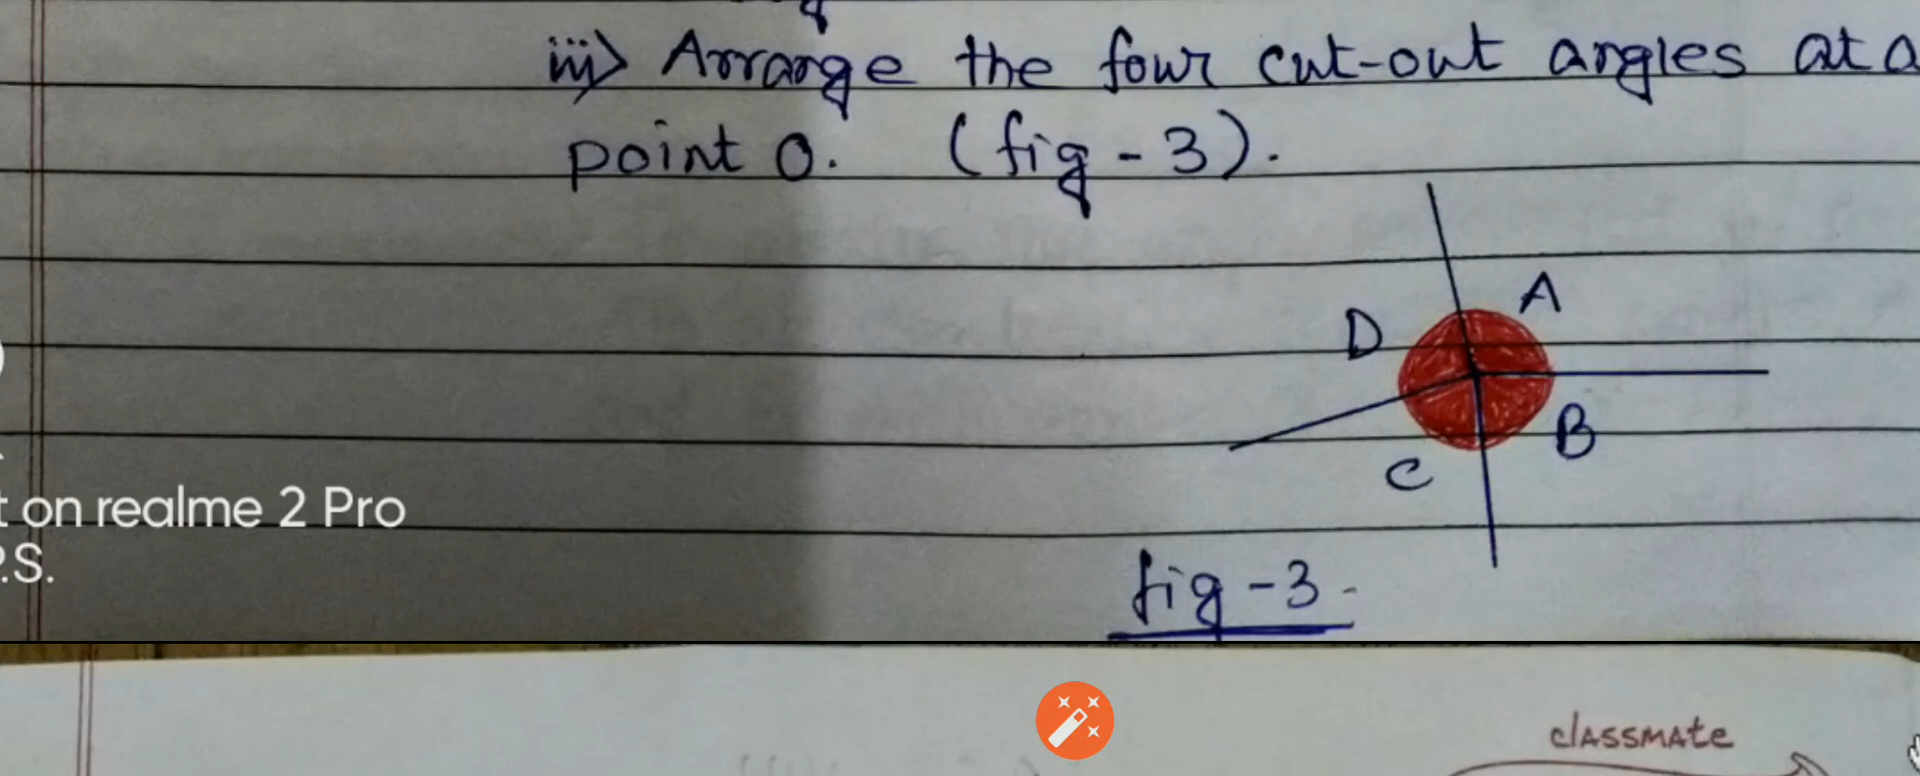 iii) Arrange the four cut-out angles at a
point O. (fig - 3).
A
D
B
C
fig - 3.
on realme 2 Pro
.S.
classmate